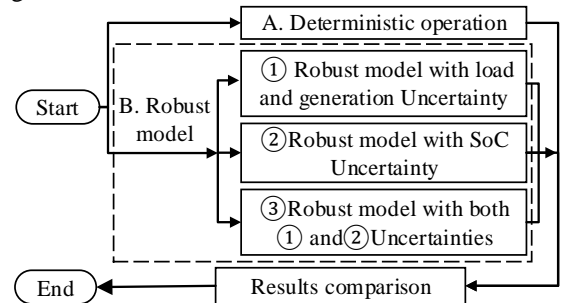 A. Deterministic operation
Start
B. Robust
model
① Robust model with load
and generation Uncertainty
②Robust model with SoC
Uncertainty
③Robust model with both
① and②Uncertainties
End
Results comparison